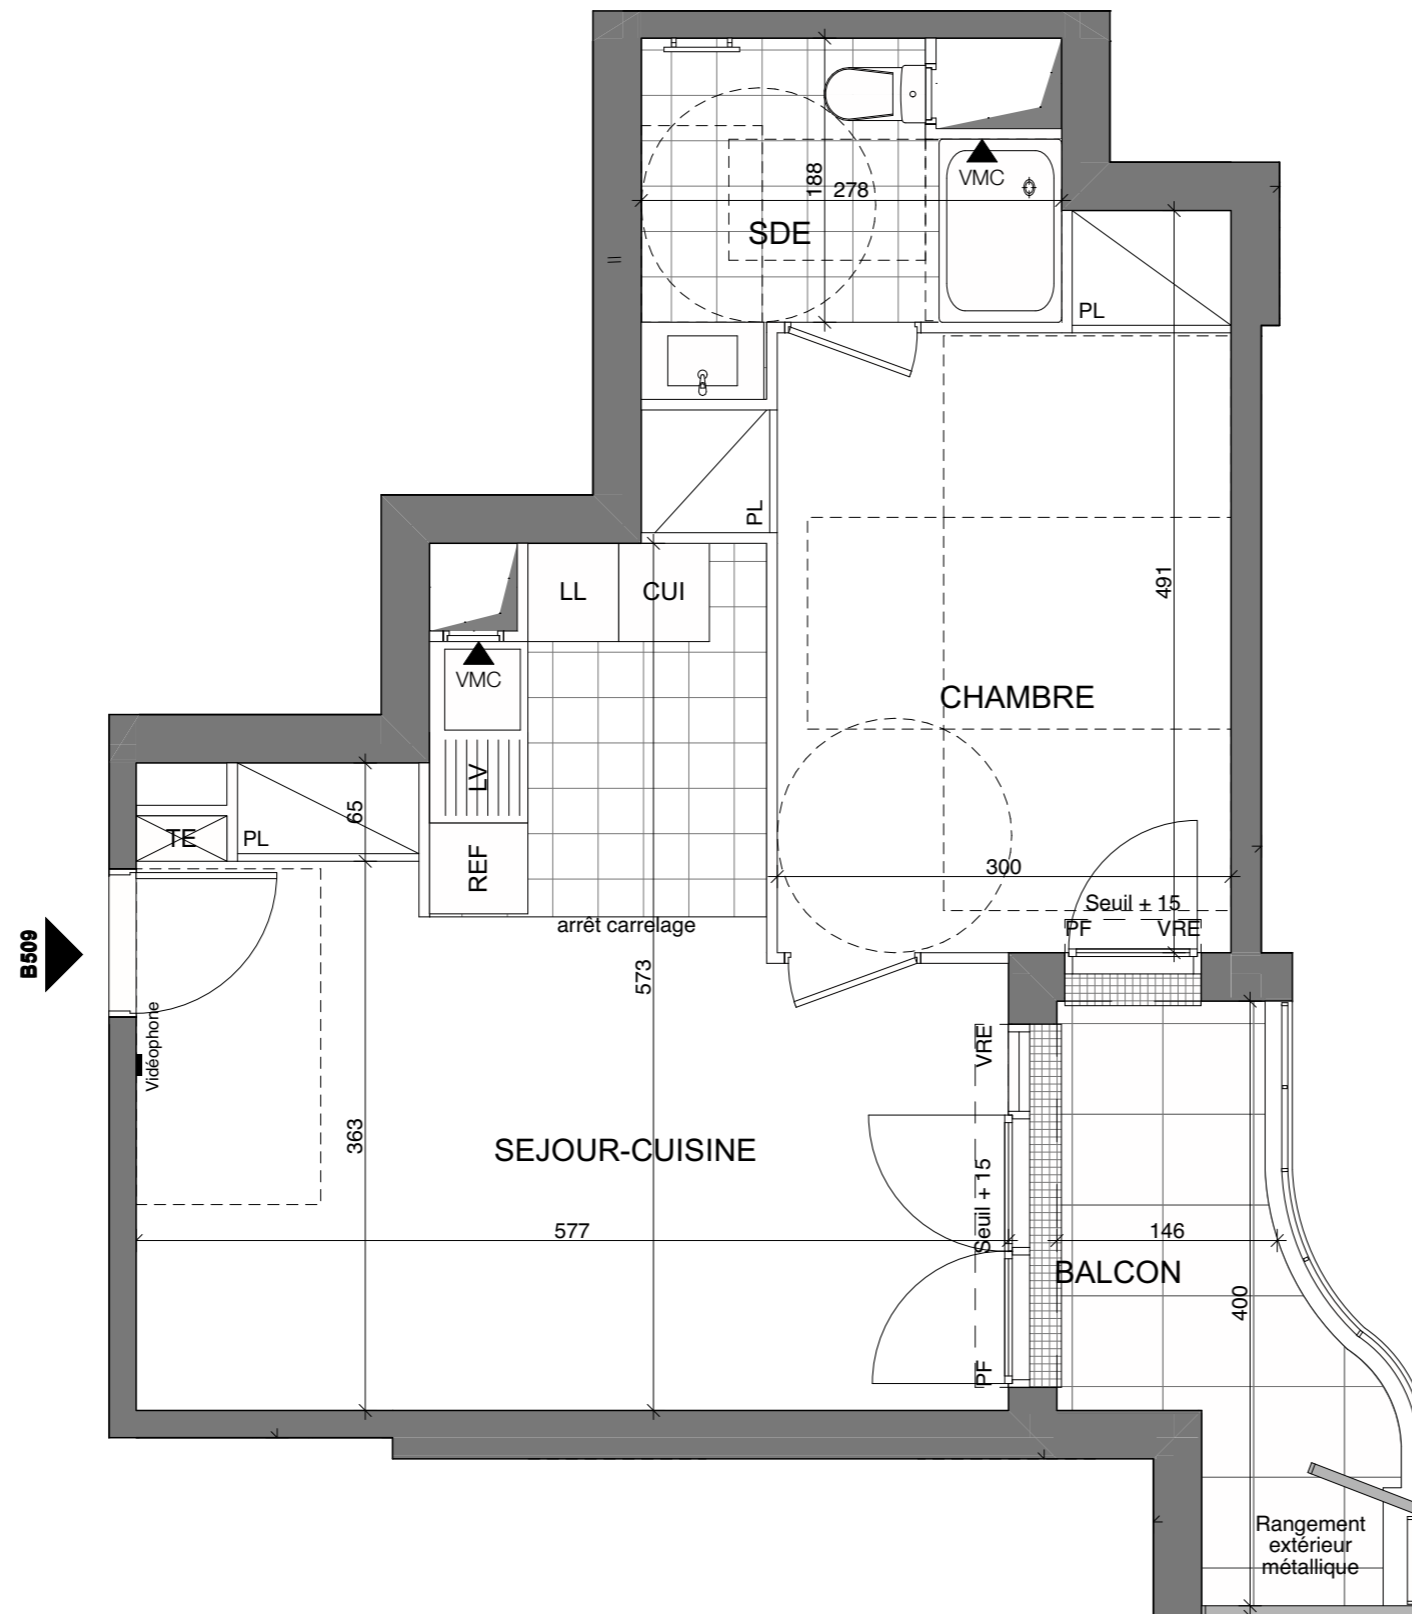 188
278
VMC
SDE
PL
PL
LL
CUI
491
VMC
CHAMBRE
LV
65
TE
PL
REF
300
Seuil + 15
PF
VRE
arrêt carrelage
B509
573
Vidéophone
VRE
363
SEJOUR-CUISINE
Seuil + 15
577
146
BALCON
400
PF
Rangement
extérieur
métallique